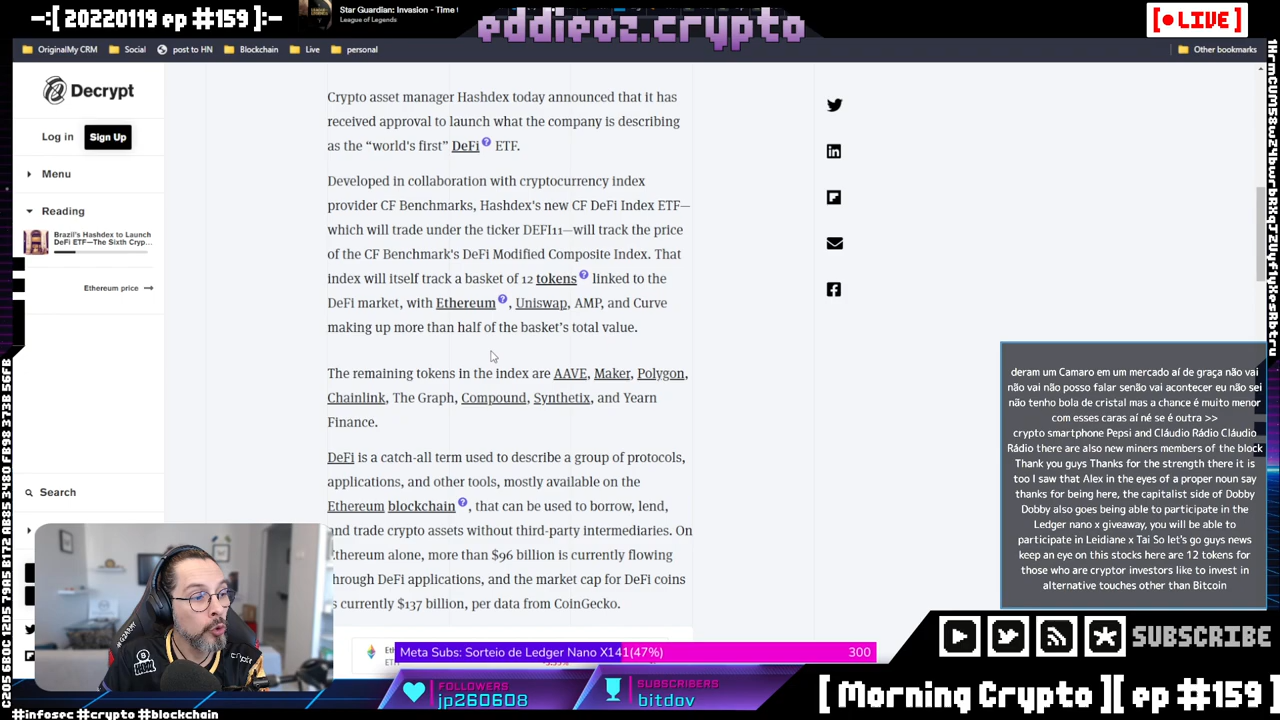 -:[ 20220119 ep #159 ]:-
Star Guardian: Invasion - Time
League of Legends
eddieoz.crypto
[● LIVE]
OriginalMy CRM
Social
post to HN
Blockchain
Live
personal
Other bookmarks
Decrypt
Log in
Sign Up
Menu
Reading
Brazil's Hashdex to Launch
DeFi ETF—The Sixth Cryp...
Ethereum price
Search
Crypto asset manager Hashdex today announced that it has
received approval to launch what the company is describing
as the “world's first” DeFi ? ETF.
Developed in collaboration with cryptocurrency index
provider CF Benchmarks, Hashdex's new CF DeFi Index ETF—
which will trade under the ticker DEFI11—will track the price
of the CF Benchmark's DeFi Modified Composite Index. That
index will itself track a basket of 12 tokens ? linked to the
DeFi market, with Ethereum ?, Uniswap, AMP, and Curve
making up more than half of the basket’s total value.
The remaining tokens in the index are AAVE, Maker, Polygon,
Chainlink, The Graph, Compound, Synthetix, and Yearn
Finance.
DeFi is a catch-all term used to describe a group of protocols,
applications, and other tools, mostly available on the
Ethereum blockchain ?, that can be used to borrow, lend,
and trade crypto assets without third-party intermediaries. On
Ethereum alone, more than $96 billion is currently flowing
through DeFi applications, and the market cap for DeFi coins
is currently $137 billion, per data from CoinGecko.
deram um Camaro em um mercado aí de graça não vai
não vai não posso falar senão vai acontecer eu não sei
não tenho bola de cristal mas a chance é muito menor
com esses caras aí né se é outra >>
crypto smartphone Pepsi and Cláudio Rádio Cláudio
Rádio there are also new miners members of the block
Thank you guys Thanks for the strength there it is
too I saw that Alex in the eyes of a proper noun say
thanks for being here, the capitalist side of Dobby
Dobby also goes being able to participate in the
Ledger nano x giveaway, you will be able to
participate in Leidiane x Tai So let's go guys news
keep an eye on this stocks here are 12 tokens for
those who are cryptor investors like to invest in
alternative touches other than Bitcoin
Meta Subs: Sorteio de Ledger Nano X
141(47%)
300
FOLLOWERS
jp260608
SUBSCRIBERS
bitdov
SUBSCRIBE
[ Morning Crypto ][ ep #159 ]
#infosec #crypto #blockchain